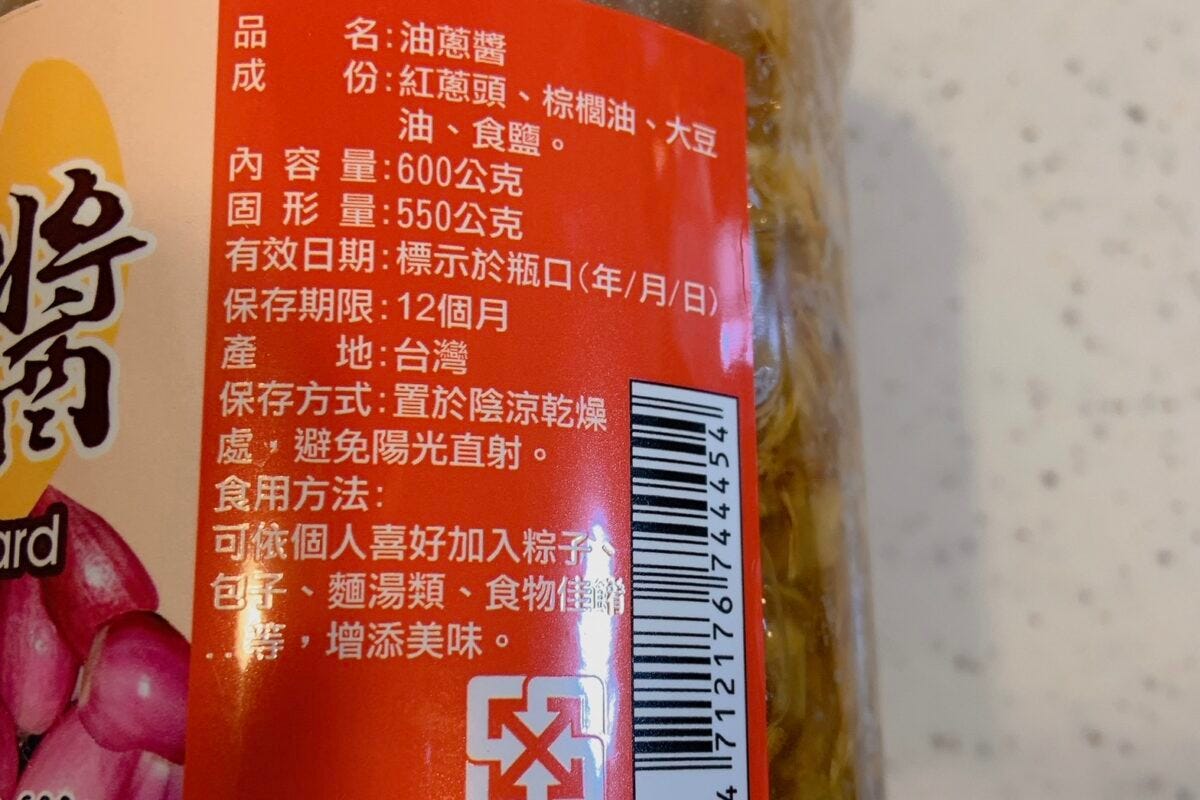 醬
ard
品名:油蔥醬
成份:紅蔥頭、棕櫚油、大豆
油、食鹽。
內容量:600公克
固形量:550公克
有效日期:標示於瓶口(年/月/日)
保存期限:12個月
產地:台灣
保存方式:置於陰涼乾燥
處,避免陽光直射。
食用方法:
可依個人喜好加入粽子、
包子、麵湯類、食物佳餚
...等,增添美味。
4 712176 744454